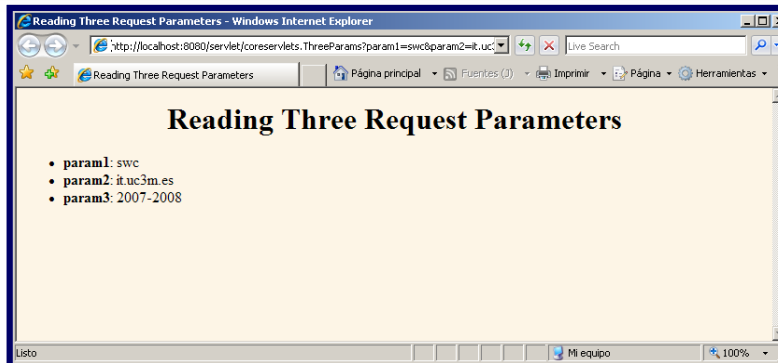 Reading Three Request Parameters - Windows Internet Explorer
http://localhost:8080/servlet/coreservlets.ThreeParams?param1=swc&param2=it.uc3 Live Search
Reading Three Request Parameters Página principal Fuentes (J) Imprimir Página Herramientas
Reading Three Request Parameters
• param1: swc
• param2: it.uc3m.es
• param3: 2007-2008
Listo Mi equipo 100%